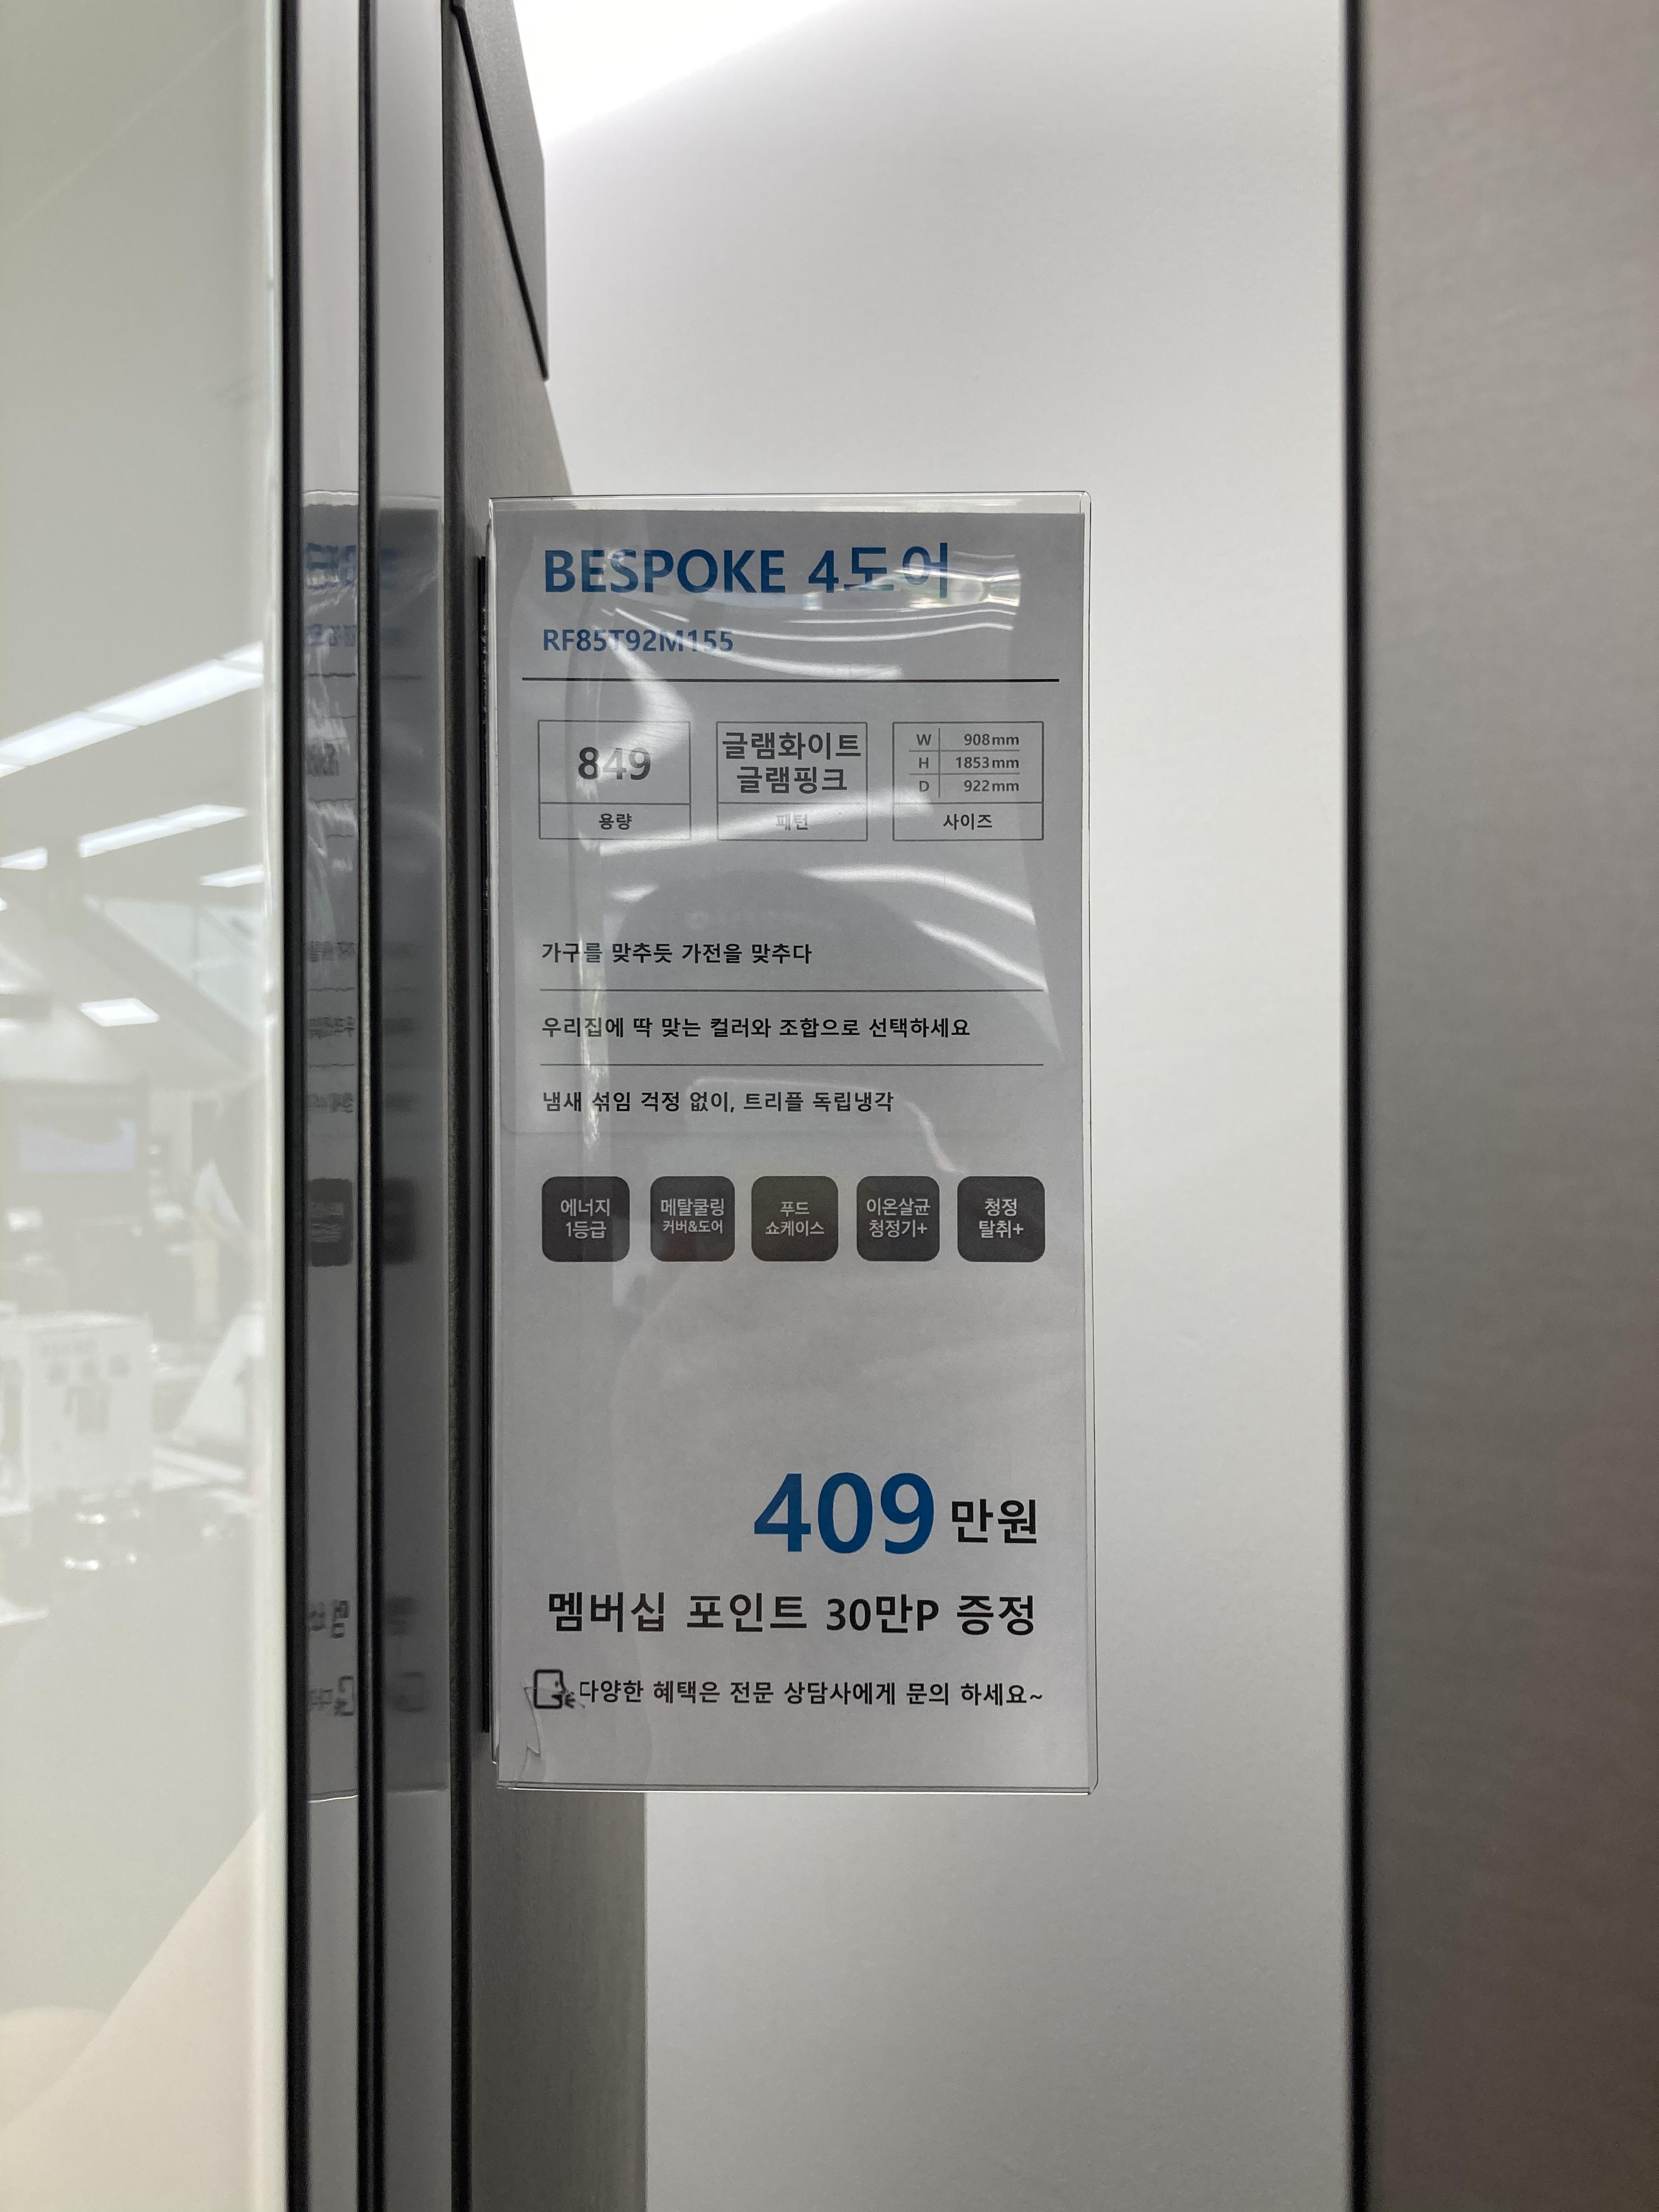 BESPOKE 4도어
RF85T92M155
849
용량
글램화이트
글램핑크
패턴
W 908mm
H 1853mm
D 922mm
사이즈
가구를 맞추듯 가전을 맞추다
우리집에 딱 맞는 컬러와 조합으로 선택하세요
냄새 섞임 걱정 없이, 트리플 독립냉각
에너지
1등급
메탈쿨링
커버&도어
푸드
쇼케이스
이온살균
청정기+
청정
탈취+
409 만원
멤버십 포인트 30만P 증정
다양한 혜택은 전문 상담사에게 문의 하세요~